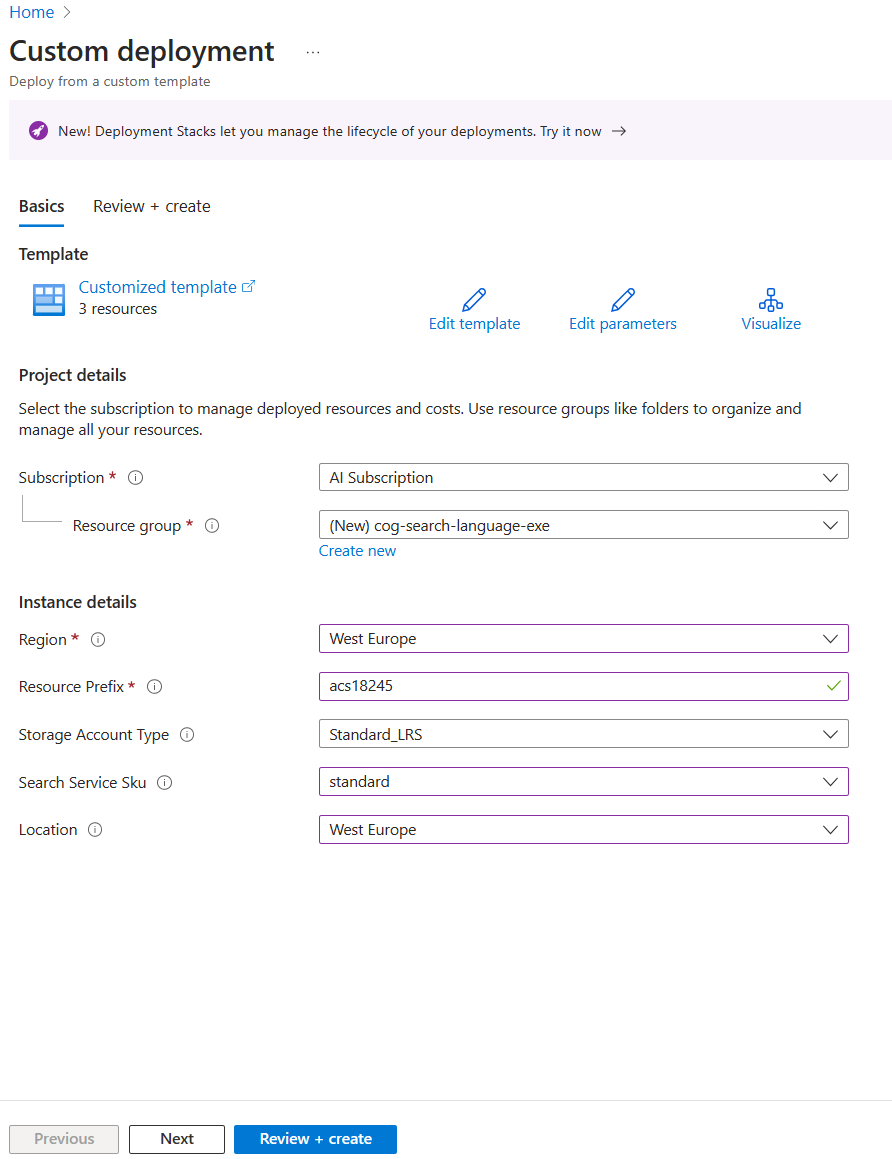 Home
Custom deployment ...
Deploy from a custom template
New! Deployment Stacks let you manage the lifecycle of your deployments. Try it now →
Basics Review + create
Template
Customized template
3 resources
Edit template Edit parameters Visualize
Project details
Select the subscription to manage deployed resources and costs. Use resource groups like folders to organize and
manage all your resources.
Subscription * AI Subscription
Resource group * (New) cog-search-language-exe
Create new
Instance details
Region * West Europe
Resource Prefix * acs18245
Storage Account Type Standard_LRS
Search Service Sku standard
Location West Europe
Previous Next Review + create